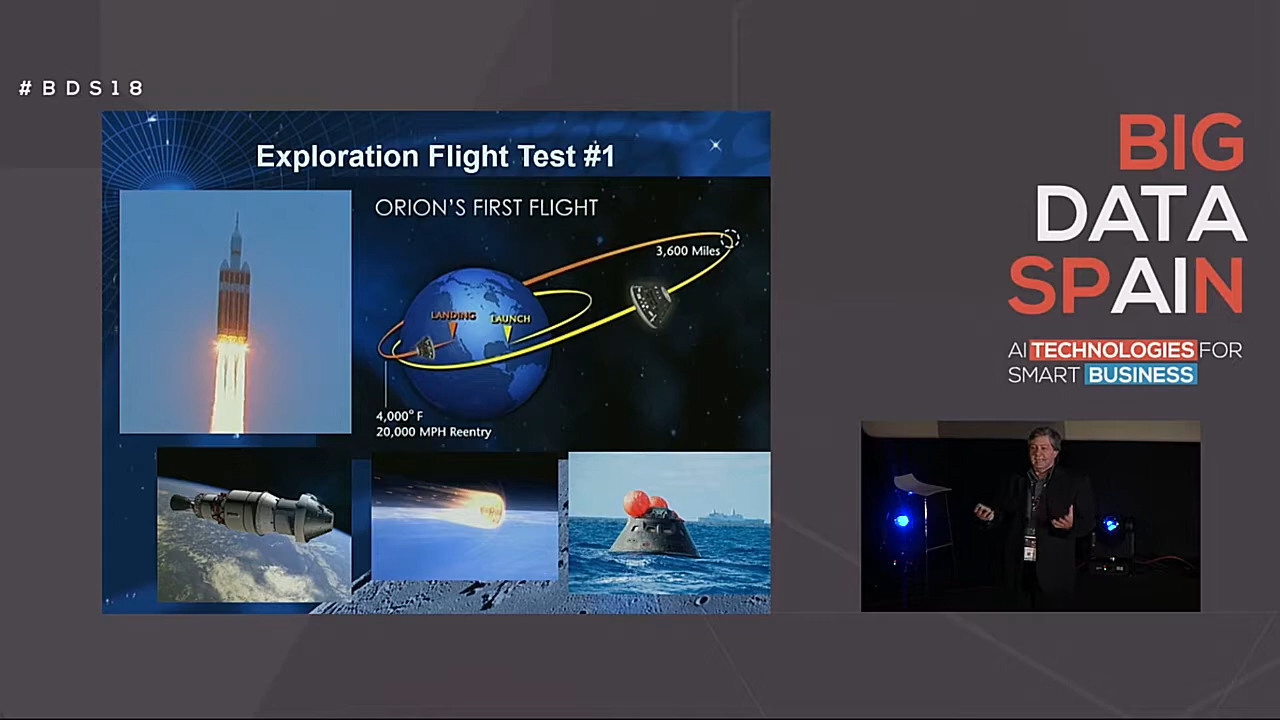 #BDS18
Exploration Flight Test #1
ORION'S FIRST FLIGHT
3,600 Miles
LANDING
LAUNCH
4,000° F
20,000 MPH Reentry
BIG
DATA
SPAIN
AI TECHNOLOGIES FOR
SMART BUSINESS